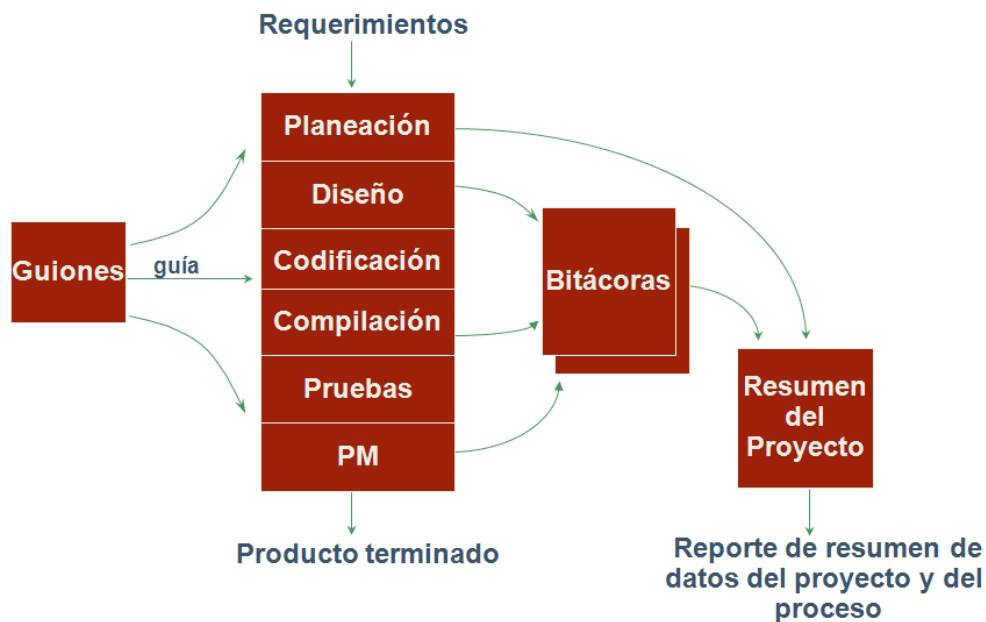 Requerimientos
Planeación
Diseño
Guiones
guía
Codificación
Bitácoras
Compilación
Pruebas
PM
Resumen
del
Proyecto
Producto terminado
Reporte de resumen de
datos del proyecto y del
proceso